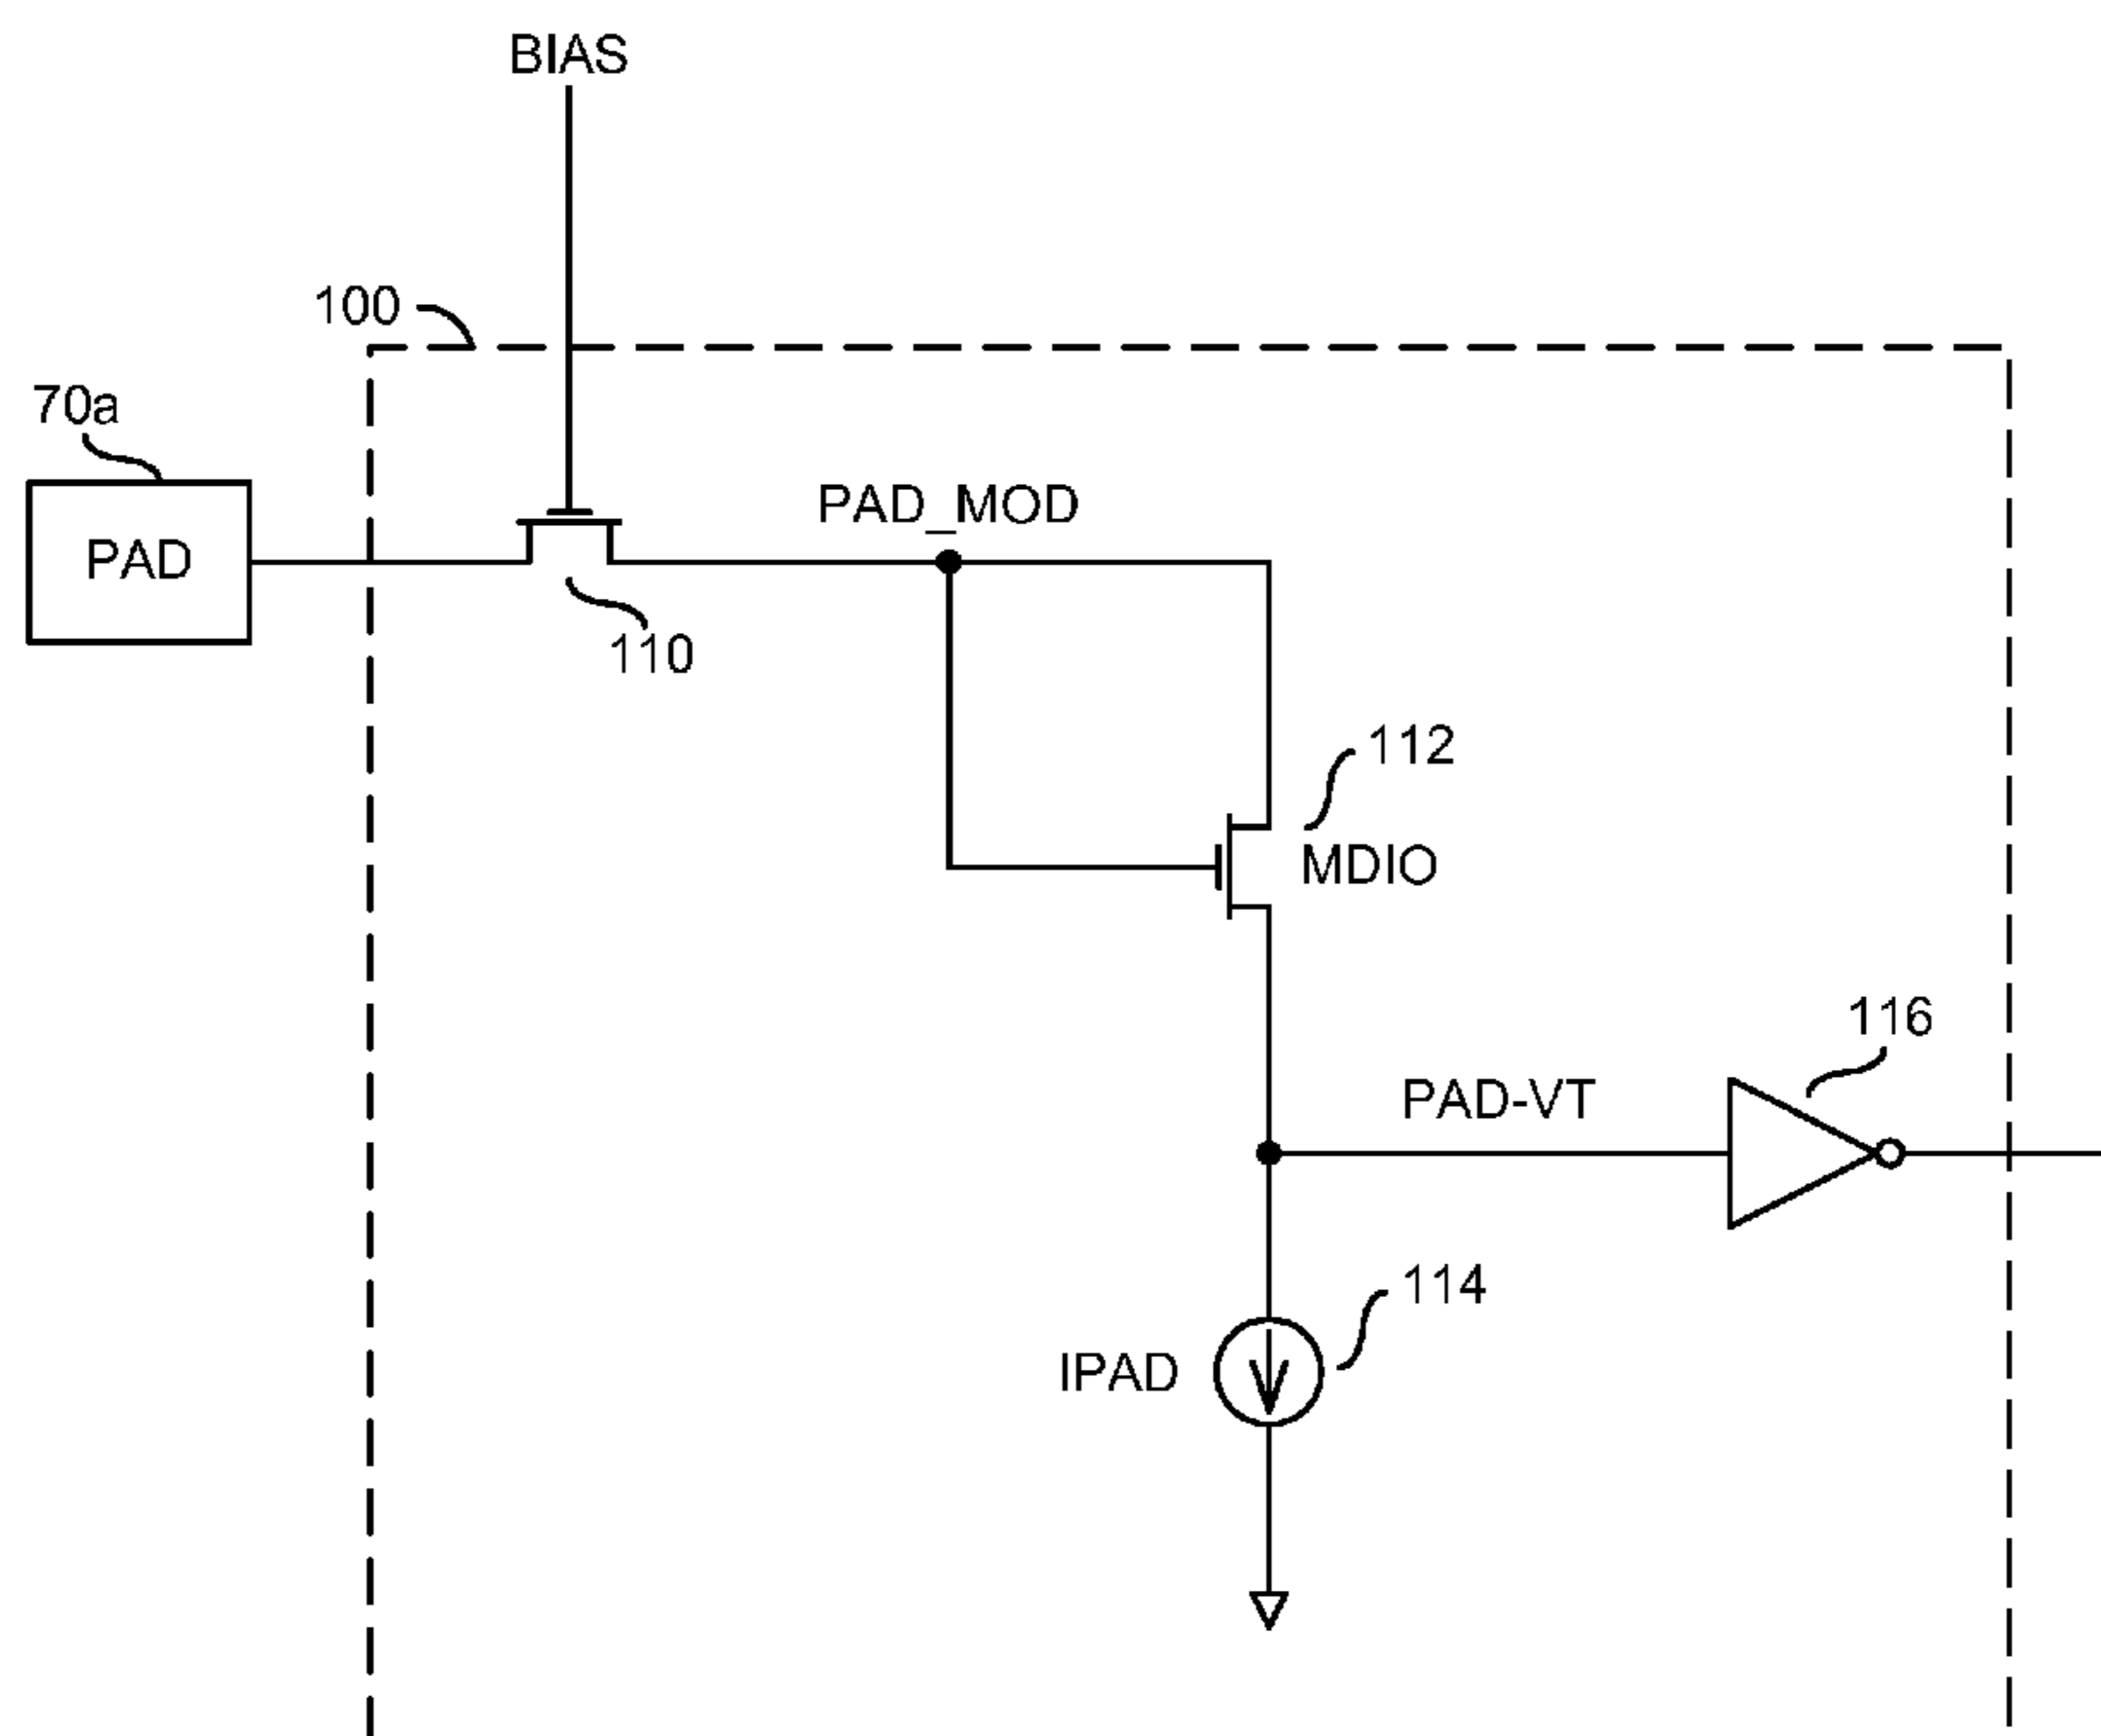 BIAS
100
70a
PAD
PAD_MOD
110
112
MDIO
116
PAD-VT
114
IPAD